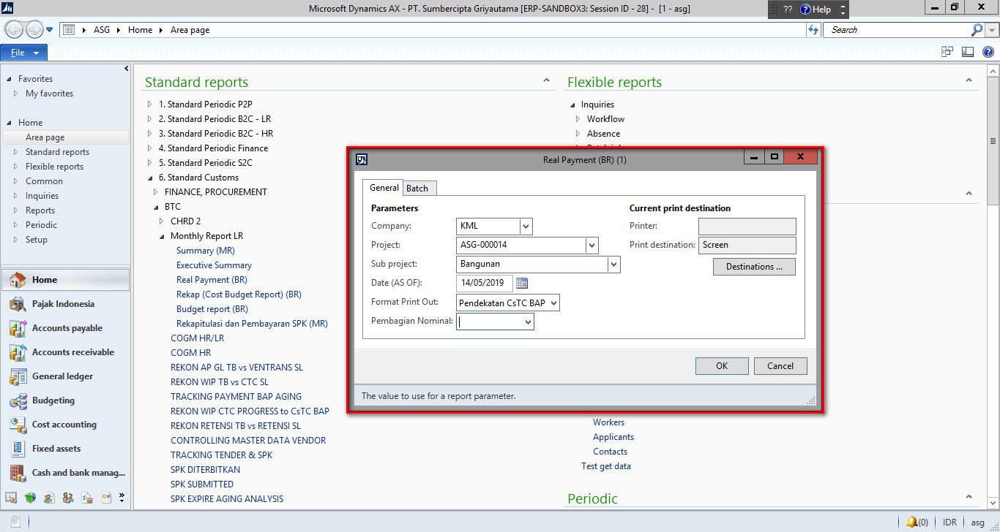 Microsoft Dynamics AX - PT. Sumbercipta Griyautama [ERP-SANDBOX3: Session ID - 28] - [1 - asg]
?? Help
ASG Home Area page
Search
File
Favorites
My favorites
Home
Area page
Standard reports
Flexible reports
Common
Inquiries
Reports
Periodic
Setup
Home
Pajak Indonesia
Accounts payable
Accounts receivable
General ledger
Budgeting
Cost accounting
Fixed assets
Cash and bank manag...
Standard reports
1. Standard Periodic P2P
2. Standard Periodic B2C - LR
3. Standard Periodic B2C - HR
4. Standard Periodic Finance
5. Standard Periodic S2C
6. Standard Customs
FINANCE, PROCUREMENT
BTC
CHRD 2
Monthly Report LR
Summary (MR)
Executive Summary
Real Payment (BR)
Rekap (Cost Budget Report) (BR)
Budget report (BR)
Rekapitulasi dan Pembayaran SPK (MR)
COGM HR/LR
COGM HR
REKON AP GL TB vs VENTRANS SL
REKON WIP TB vs CTC SL
TRACKING PAYMENT BAP AGING
REKON WIP CTC PROGRESS to CsTC BAP
REKON RETENSI TB vs RETENSI SL
CONTROLLING MASTER DATA VENDOR
TRACKING TENDER & SPK
SPK DITERBITKAN
SPK SUBMITTED
SPK EXPIRE AGING ANALYSIS
Flexible reports
Inquiries
Workflow
Absence
Real Payment (BR) (1)
General Batch
Parameters
Company: KML
Project: ASG-000014
Sub project: Bangunan
Date (AS OF): 14/05/2019
Format Print Out: Pendekatan CsTC BAP
Pembagian Nominal:
Current print destination
Printer:
Print destination: Screen
Destinations ...
OK Cancel
The value to use for a report parameter.
Workers
Applicants
Contacts
Test get data
Periodic
(0) IDR asg